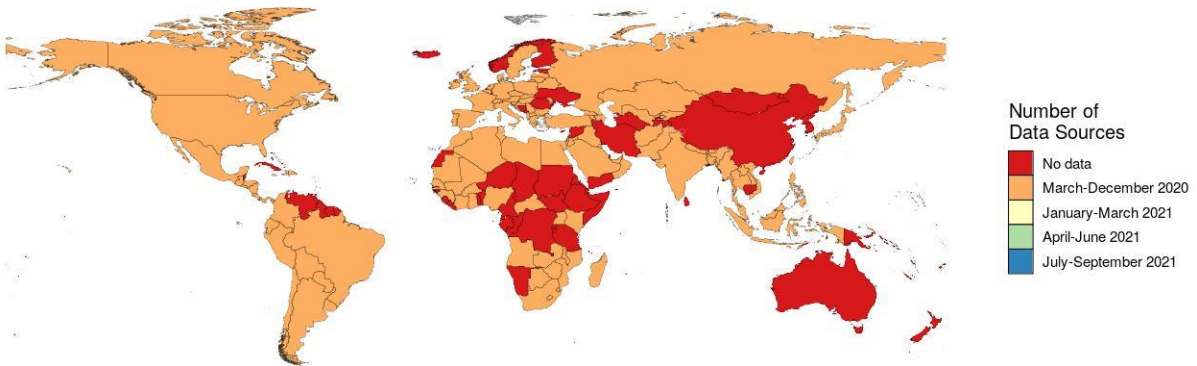 Number of
Data Sources
No data
March-December 2020
January-March 2021
April-June 2021
July-September 2021